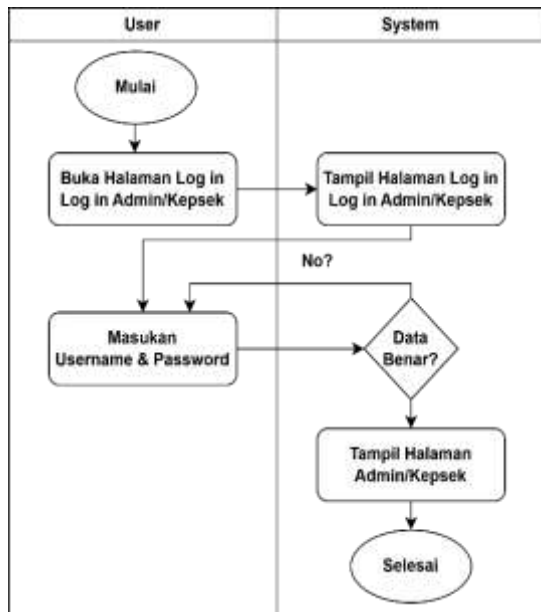 User
System
Mulai
Buka Halaman Log in
Log in Admin/Kepsek
Tampil Halaman Log in
Log in Admin/Kepsek
No?
Masukan
Username & Password
Data
Benar?
Tampil Halaman
Admin/Kepsek
Selesai